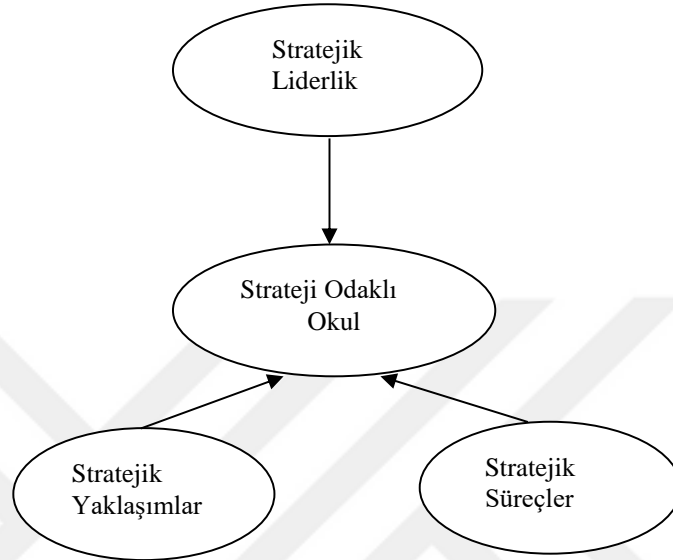 Stratejik
Liderlik
Strateji Odaklı
Okul
Stratejik
Yaklaşımlar
Stratejik
Süreçler